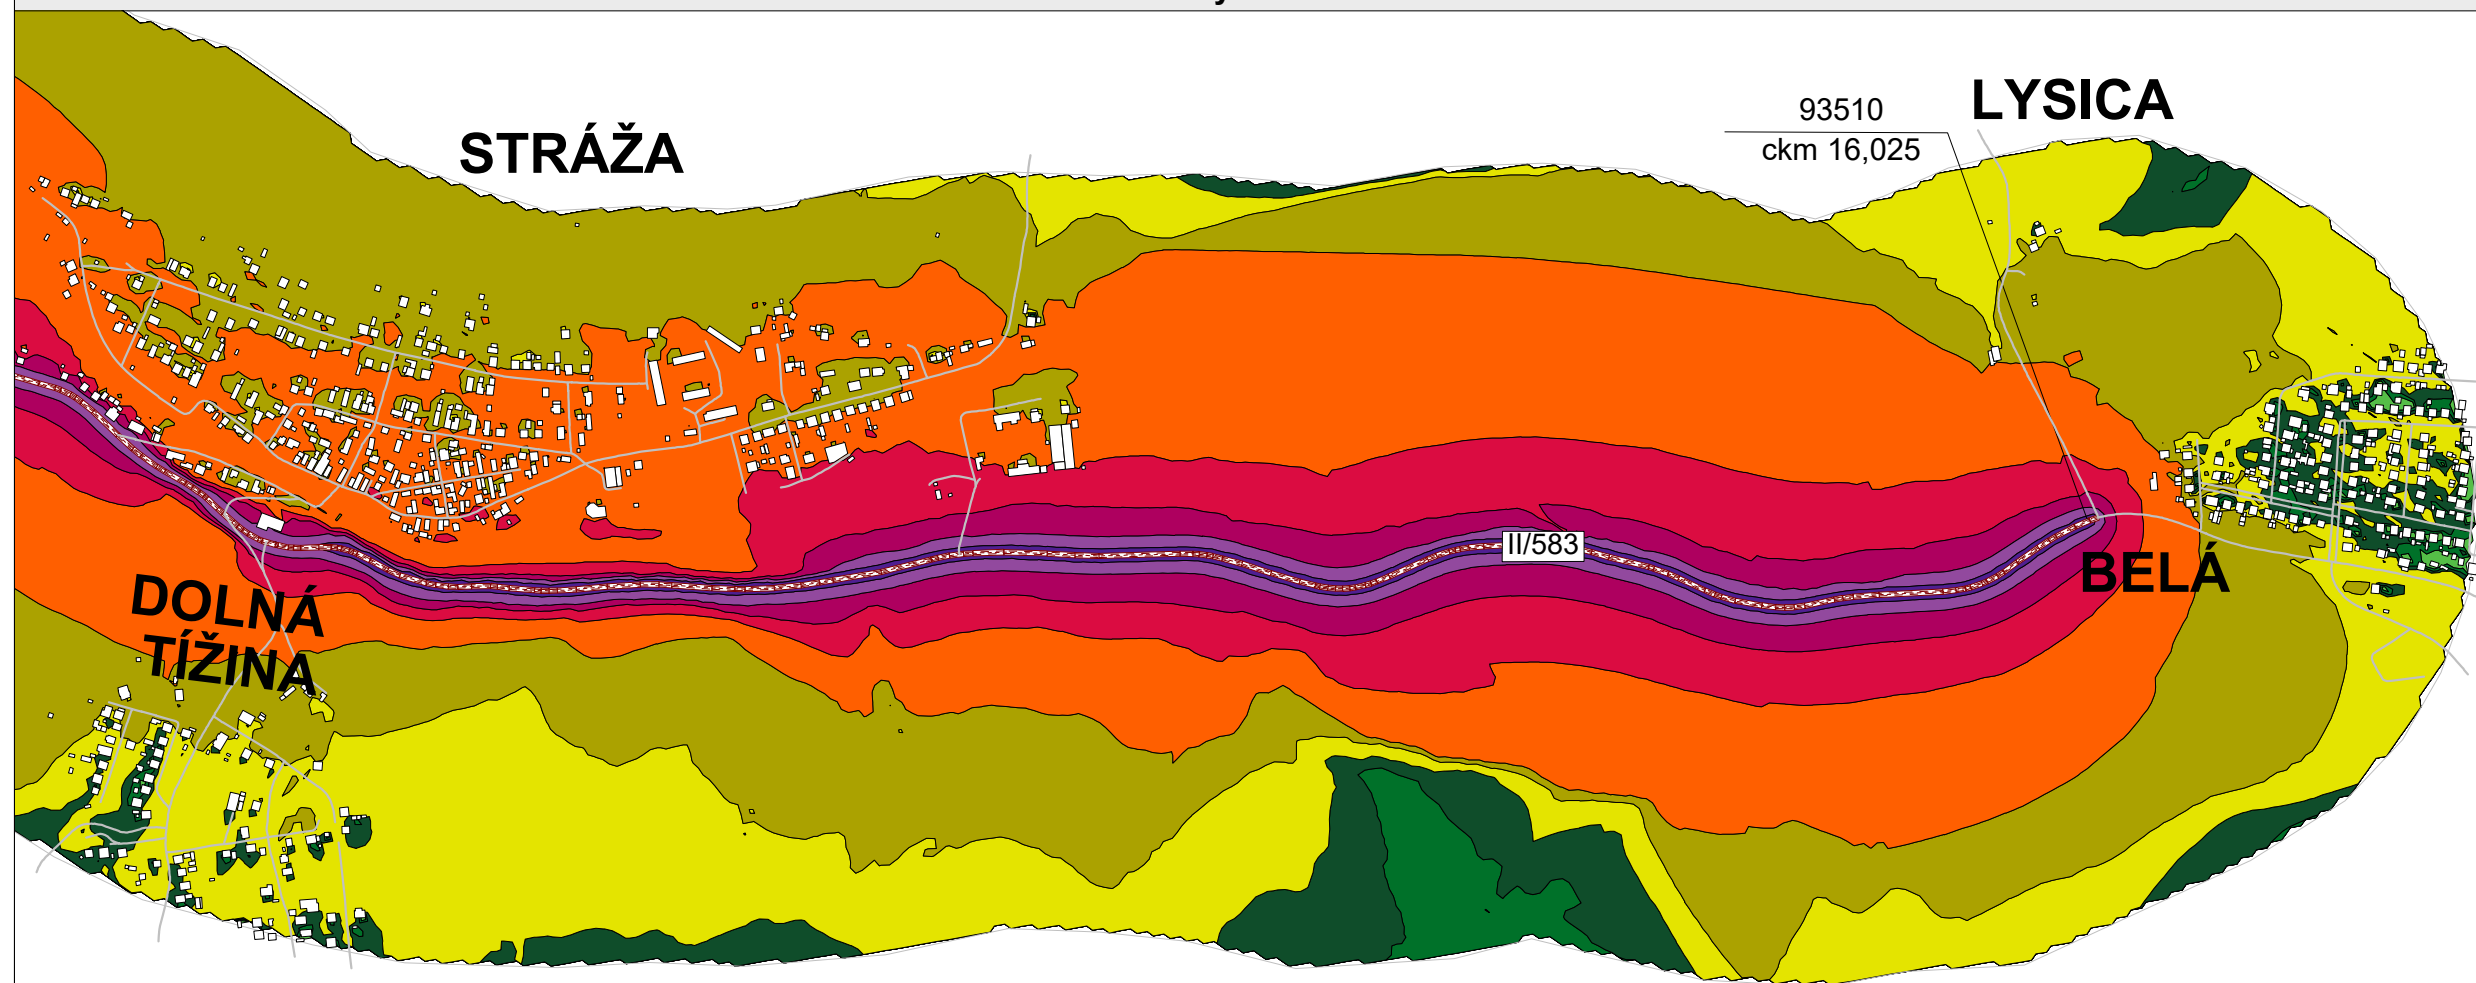 STRÁŽA
93510
ckm 16,025
LYSICA
II/583
BELÁ
DOLNÁ
TÍŽINA